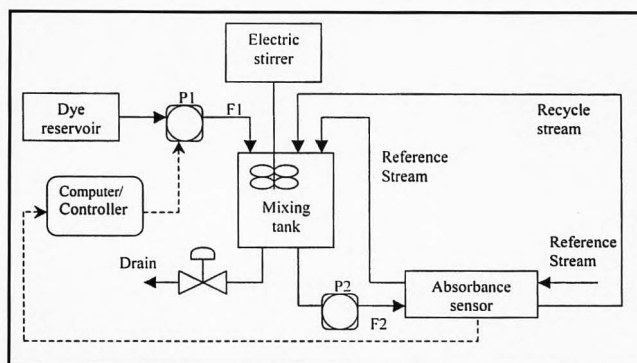 Electric
stirrer
P1
F1
Dye
reservoir
Recycle
stream
Reference
Stream
Computer/
Controller
Mixing
tank
Reference
Stream
Drain
P2
F2
Absorbance
sensor